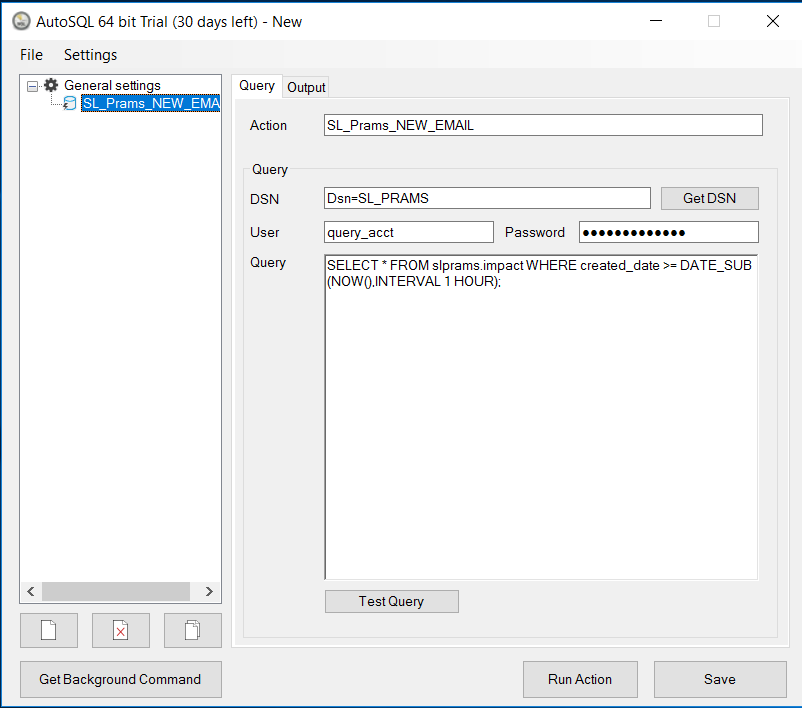 AutoSQL 64 bit Trial (30 days left) - New
File Settings
General settings
SL_Prams_NEW_EMA
Query Output
Action SL_Prams_NEW_EMAIL
Query
DSN Dsn=SL_PRAMS Get DSN
User query_acct Password ●●●●●●●●●●●●●
Query SELECT * FROM slprams.impact WHERE created_date >= DATE_SUB
(NOW(),INTERVAL 1 HOUR);
Test Query
Get Background Command Run Action Save